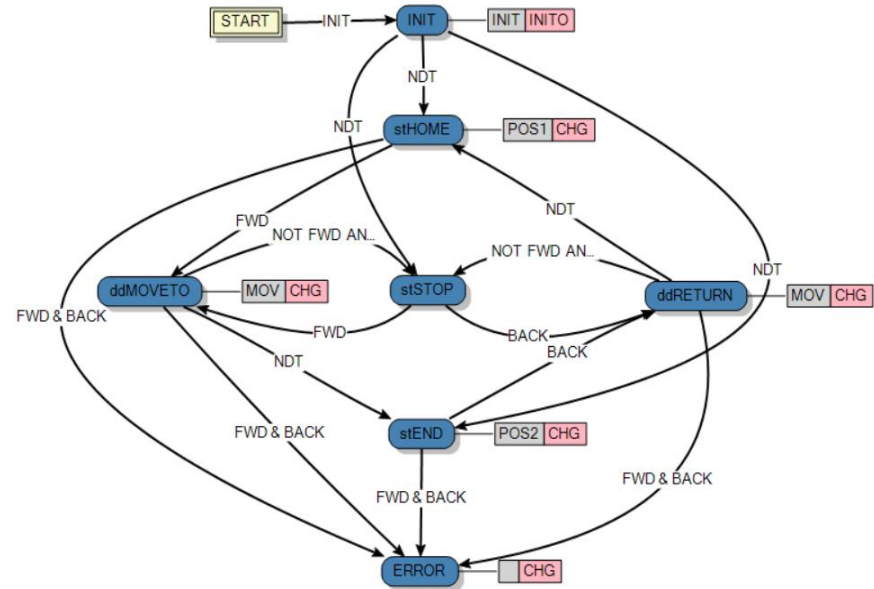 START
INIT
INIT
INIT INITO
NDT
NDT
stHOME
POS1 CHG
FWD
NDT
NOT FWD AN...
NOT FWD AN...
NDT
ddMOVETO
MOV CHG
stSTOP
ddRETURN
MOV CHG
FWD & BACK
FWD
BACK
BACK
NDT
stEND
POS2 CHG
FWD & BACK
FWD & BACK
FWD & BACK
ERROR
CHG